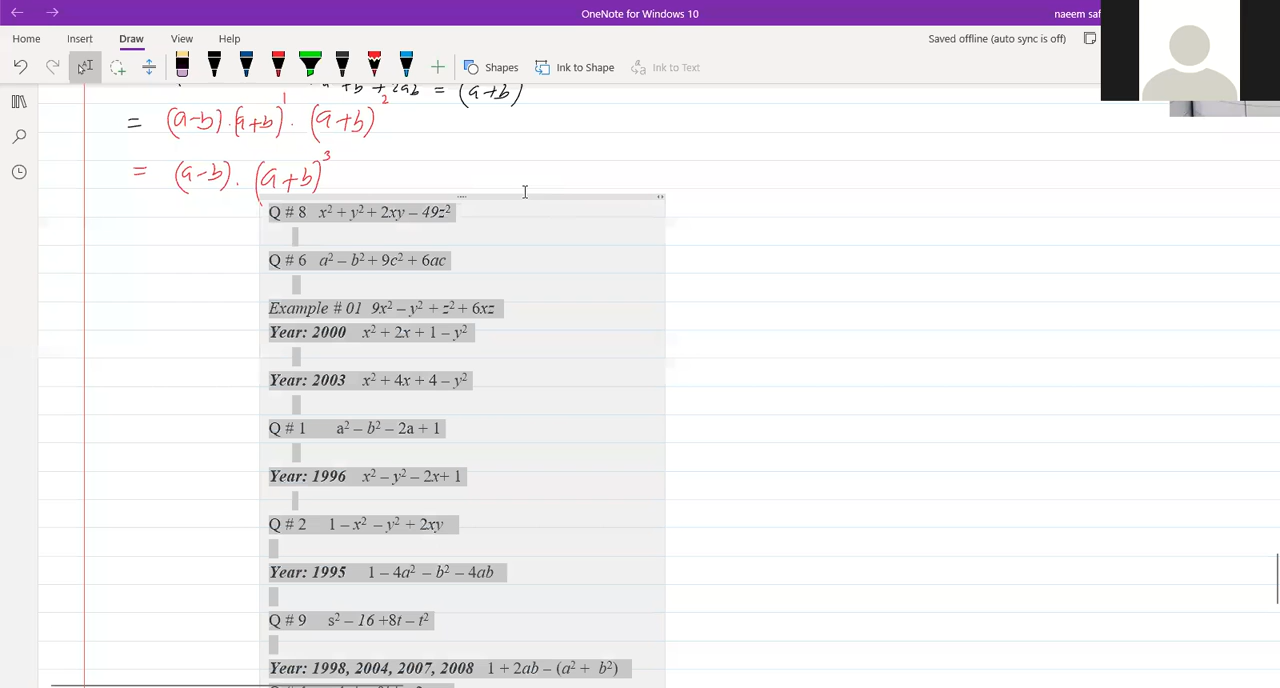 OneNote for Windows 10
naeem saf
Home Insert Draw View Help
Saved offline (auto sync is off)
Shapes Ink to Shape Ink to Text
+ b + 2ab = (a+b)²
= (a-b).(a+b)¹ . (a+b)
= (a-b) . (a+b)³
Q # 8 x² + y² + 2xy – 49z²
Q # 6 a² – b² + 9c² + 6ac
Example # 01 9x² – y² + z² + 6xz
Year: 2000 x² + 2x + 1 – y²
Year: 2003 x² + 4x + 4 – y²
Q # 1 a² – b² – 2a + 1
Year: 1996 x² – y² – 2x+ 1
Q # 2 1 – x² – y² + 2xy
Year: 1995 1 – 4a² – b² – 4ab
Q # 9 s² – 16 +8t – t²
Year: 1998, 2004, 2007, 2008 1 + 2ab – (a² + b²)